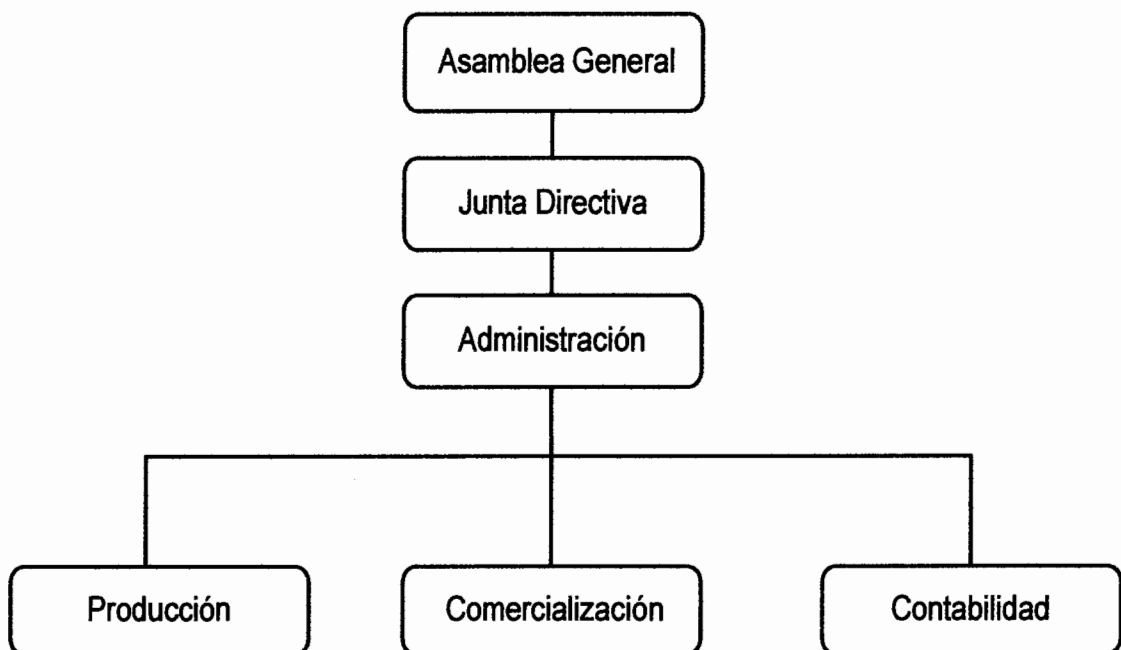 Asamblea General
Junta Directiva
Administración
Producción
Comercialización
Contabilidad